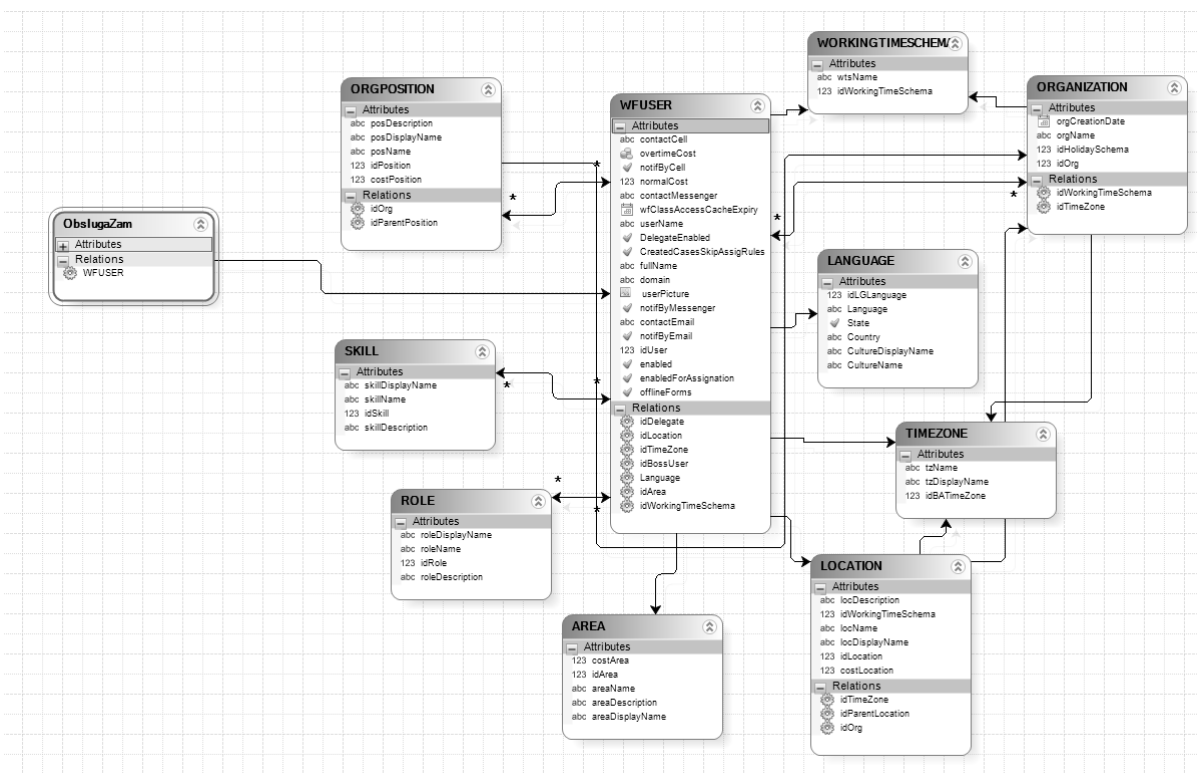 WORKINGTIMESCHEMA
Attributes
abc wtsName
123 idWorkingTimeSchema
ORGPOSITION
Attributes
abc posDescription
abc posDisplayName
abc posName
123 idPosition
123 costPosition
Relations
idOrg
idParentPosition
WFUSER
Attributes
abc contactCell
overtimeCost
notifByCell
123 normalCost
abc contactMessenger
wfClassAccessCacheExpiry
abc userName
DelegateEnabled
CreatedCasesSkipAssigRules
abc fullName
abc domain
userPicture
notifByMessenger
abc contactEmail
notifByEmail
123 idUser
enabled
enabledForAssignation
offlineForms
Relations
idDelegate
idLocation
idTimeZone
idBossUser
Language
idArea
idWorkingTimeSchema
ORGANIZATION
Attributes
orgCreationDate
abc orgName
123 idHolidaySchema
123 idOrg
Relations
idWorkingTimeSchema
idTimeZone
ObslugaZam
Attributes
Relations
WFUSER
LANGUAGE
Attributes
123 idLGLanguage
abc Language
State
abc Country
abc CultureDisplayName
abc CultureName
SKILL
Attributes
abc skillDisplayName
abc skillName
123 idSkill
abc skillDescription
TIMEZONE
Attributes
abc tzName
abc tzDisplayName
123 idBATimeZone
ROLE
Attributes
abc roleDisplayName
abc roleName
123 idRole
abc roleDescription
LOCATION
Attributes
abc locDescription
123 idWorkingTimeSchema
abc locName
abc locDisplayName
123 idLocation
123 costLocation
Relations
idTimeZone
idParentLocation
idOrg
AREA
Attributes
123 costArea
123 idArea
abc areaName
abc areaDescription
abc areaDisplayName
*
*
*
*
*
*
*
*